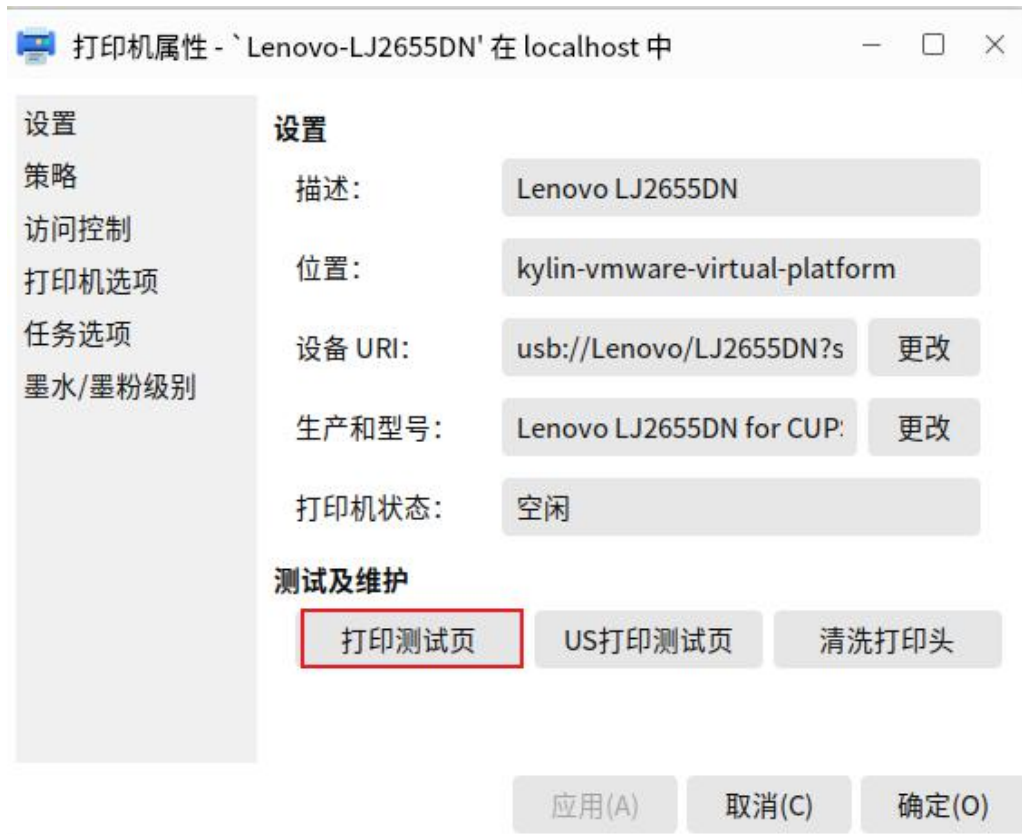 打印机属性 - `Lenovo-LJ2655DN' 在 localhost 中
设置
策略
访问控制
打印机选项
任务选项
墨水/墨粉级别
设置
描述： Lenovo LJ2655DN
位置： kylin-vmware-virtual-platform
设备 URI： usb://Lenovo/LJ2655DN?s 更改
生产和型号： Lenovo LJ2655DN for CUP 更改
打印机状态： 空闲
测试及维护
打印测试页 US打印测试页 清洗打印头
应用(A) 取消(C) 确定(O)